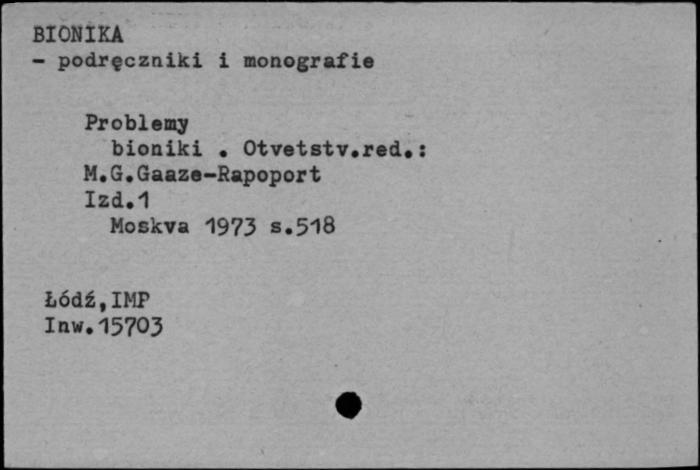 BIONIKA
- podręczniki i monografie
Problemy
bioniki . Otvetstv.red.:
M.G.Gaaze-Rapoport
Izd.1
Moskva 1973 s.518
Łódź,IMP
Inw.15703